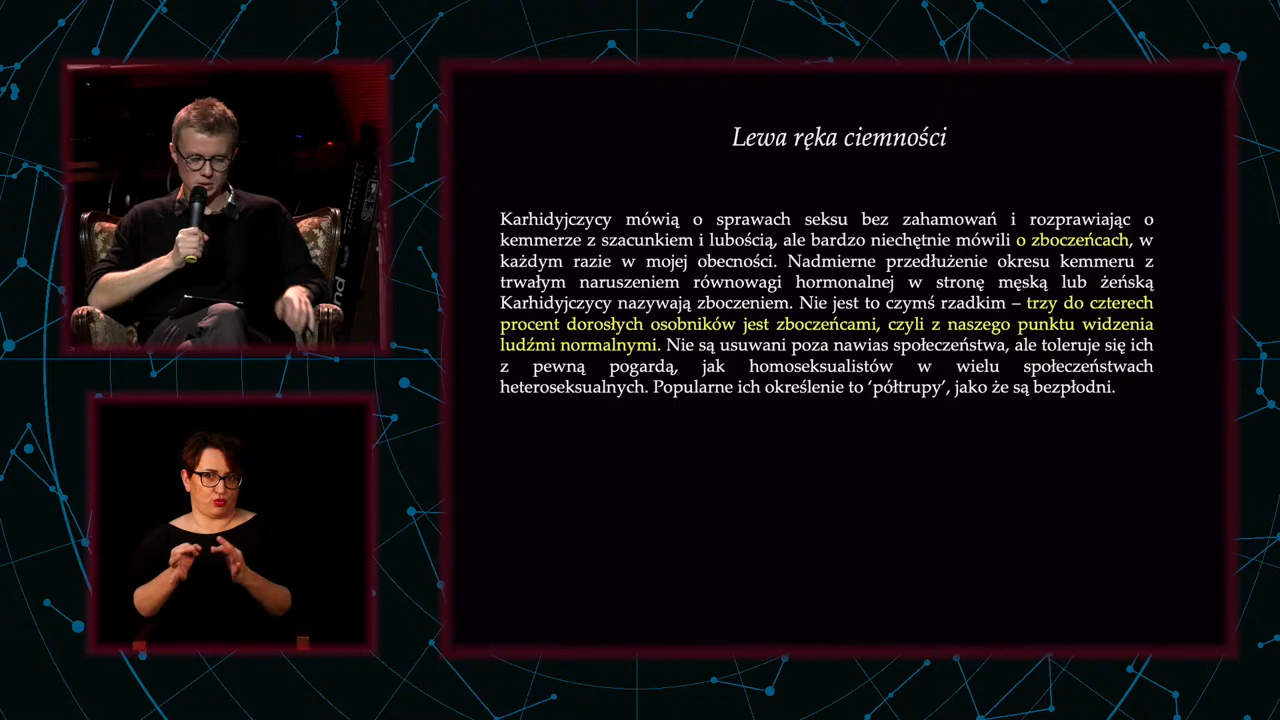 Lewa ręka ciemności
Karhidyjczycy mówią o sprawach seksu bez zahamowań i rozprawiając o
kemmerze z szacunkiem i lubością, ale bardzo niechętnie mówili o zboczeńcach, w
każdym razie w mojej obecności. Nadmierne przedłużenie okresu kemmeru z
trwałym naruszeniem równowagi hormonalnej w stronę męską lub żeńską
Karhidyjczycy nazywają zboczeniem. Nie jest to czymś rzadkim – trzy do czterech
procent dorosłych osobników jest zboczeńcami, czyli z naszego punktu widzenia
ludźmi normalnymi. Nie są usuwani poza nawias społeczeństwa, ale toleruje się ich
z pewną pogardą, jak homoseksualistów w wielu społeczeństwach
heteroseksualnych. Popularne ich określenie to ‘półtrupy’, jako że są bezpłodni.